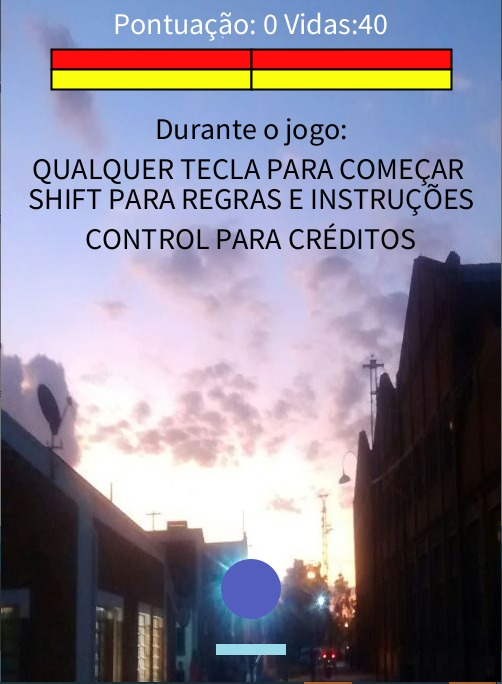 Pontuação: 0 Vidas:40
Durante o jogo:
QUALQUER TECLA PARA COMEÇAR
SHIFT PARA REGRAS E INSTRUÇÕES
CONTROL PARA CRÉDITOS